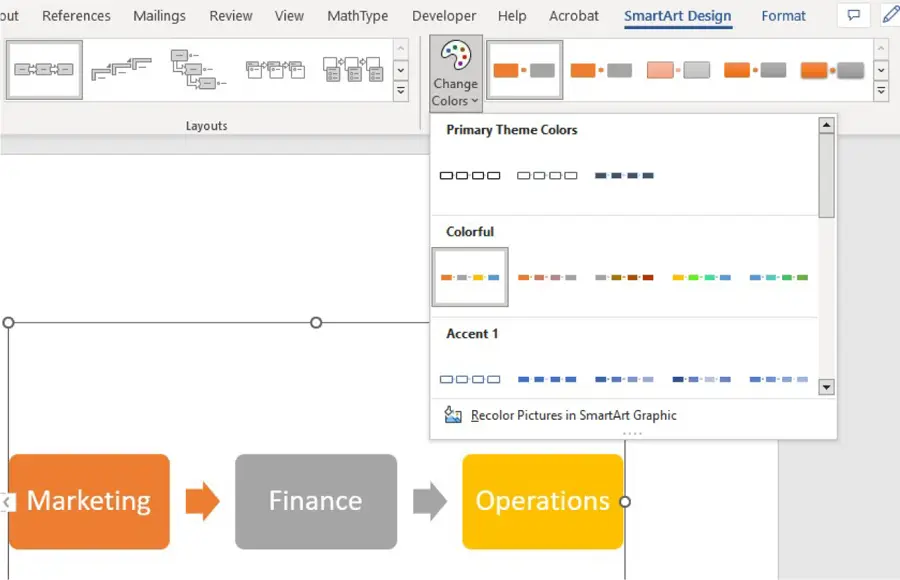 out References Mailings Review View MathType Developer Help Acrobat SmartArt Design Format
Change
Colors
Layouts
Primary Theme Colors
Colorful
Accent 1
Recolor Pictures in SmartArt Graphic
Marketing Finance Operations